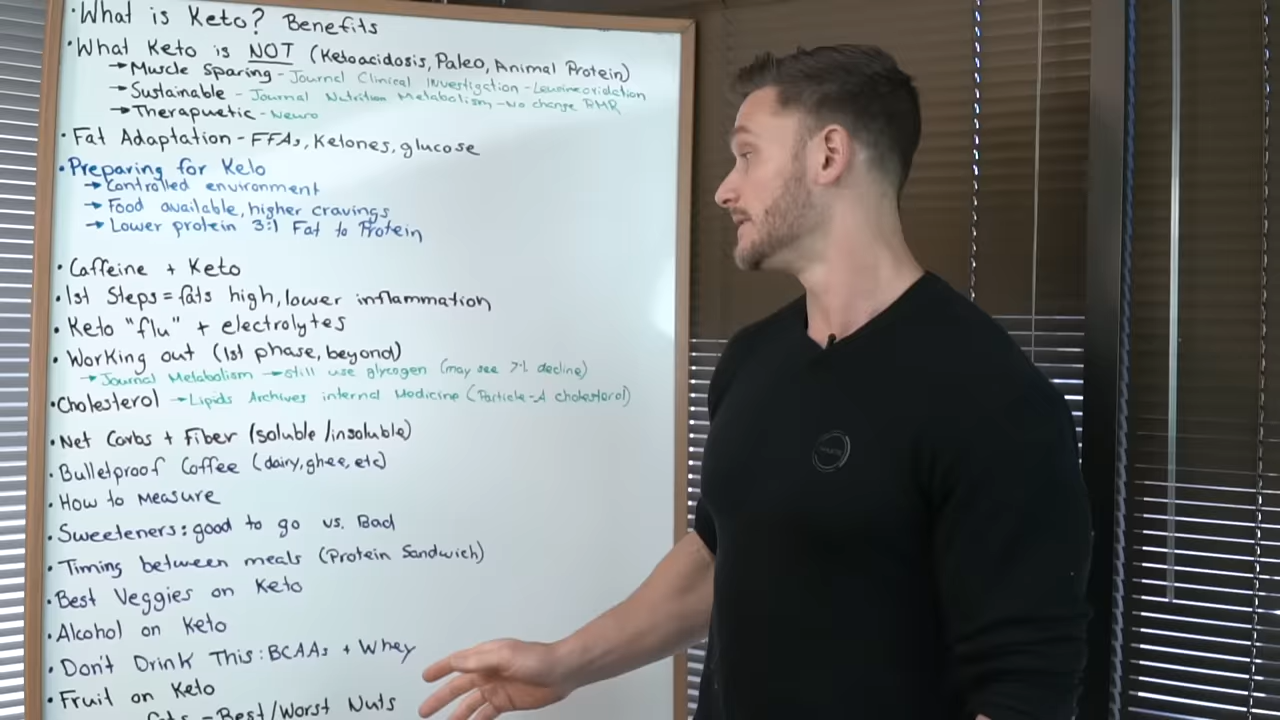 •What is Keto? Benefits
•What Keto is NOT (Ketoacidosis, Paleo, Animal Protein)
→Muscle Sparing - Journal Clinical Investigation - Leucine oxidation
→Sustainable - Journal Nutrition Metabolism - No change BMR
→Therapuetic - Neuro
•Fat Adaptation - FFAs, Ketones, glucose
•Preparing for Keto
→Controlled environment
→Food available, higher cravings
→Lower protein 3:1 Fat to Protein
•Caffeine + Keto
•1st Steps = fats high, lower inflammation
•Keto "flu" + electrolytes
•Working out (1st phase, beyond)
→Journal Metabolism →still use glycogen (may see 7% decline)
•Cholesterol →Lipids Archives internal Medicine (Particle-A cholesterol)
•Net Carbs + Fiber (soluble/insoluble)
•Bulletproof Coffee (dairy, ghee, etc)
•How to Measure
•Sweeteners: good to go vs. Bad
•Timing between meals (Protein Sandwich)
•Best Veggies on Keto
•Alcohol on Keto
•Don't Drink This: BCAAs + Whey
•Fruit on Keto
- Best/Worst Nuts